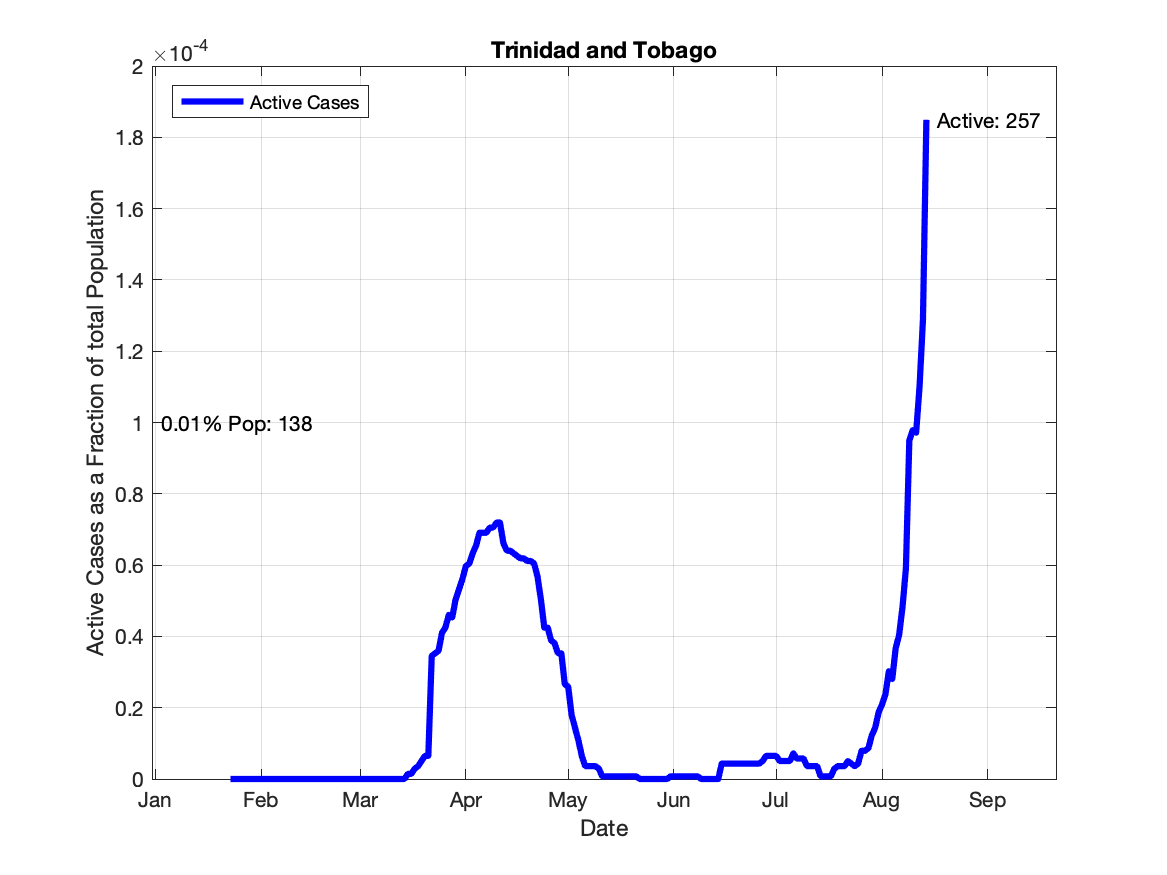 Trinidad and Tobago
×10-4
Active Cases
Active: 257
0.01% Pop: 138
Active Cases as a Fraction of total Population
2
1.8
1.6
1.4
1.2
1
0.8
0.6
0.4
0.2
0
Jan Feb Mar Apr May Jun Jul Aug Sep
Date